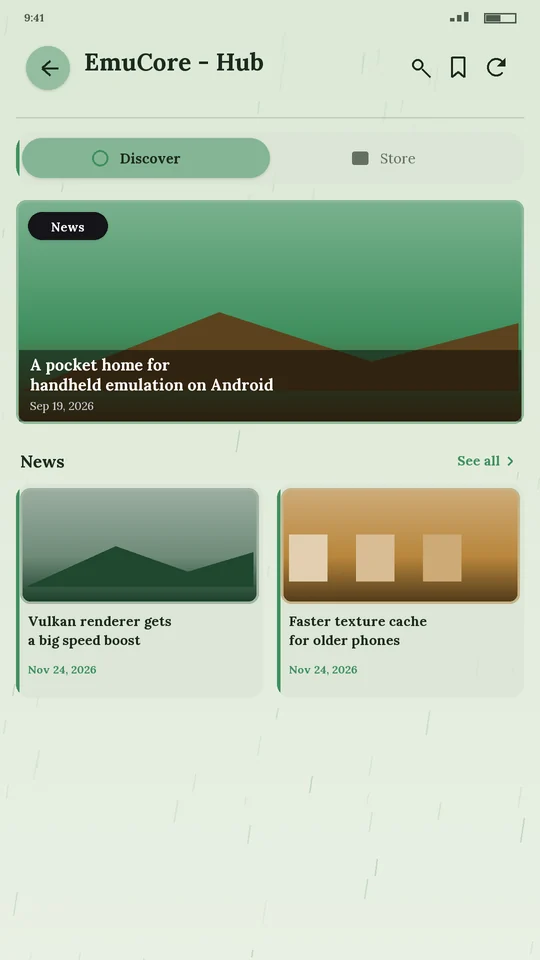 9:41
EmuCore - Hub
Discover
Store
News
A pocket home for
handheld emulation on Android
Sep 19, 2026
News
See all
Vulkan renderer gets
a big speed boost
Nov 24, 2026
Faster texture cache
for older phones
Nov 24, 2026